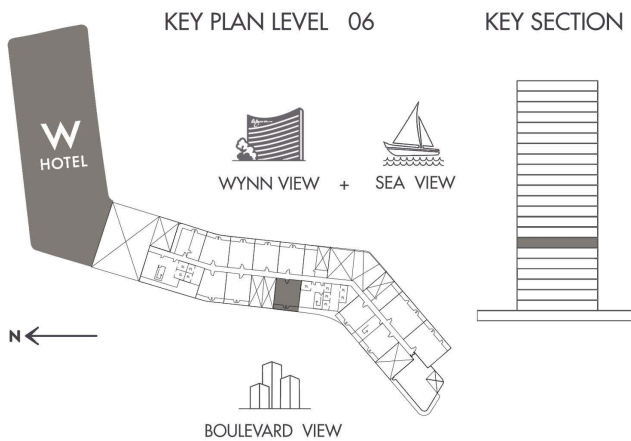 KEY PLAN LEVEL 06
KEY SECTION
W
HOTEL
WYNN VIEW + SEA VIEW
N
BOULEVARD VIEW